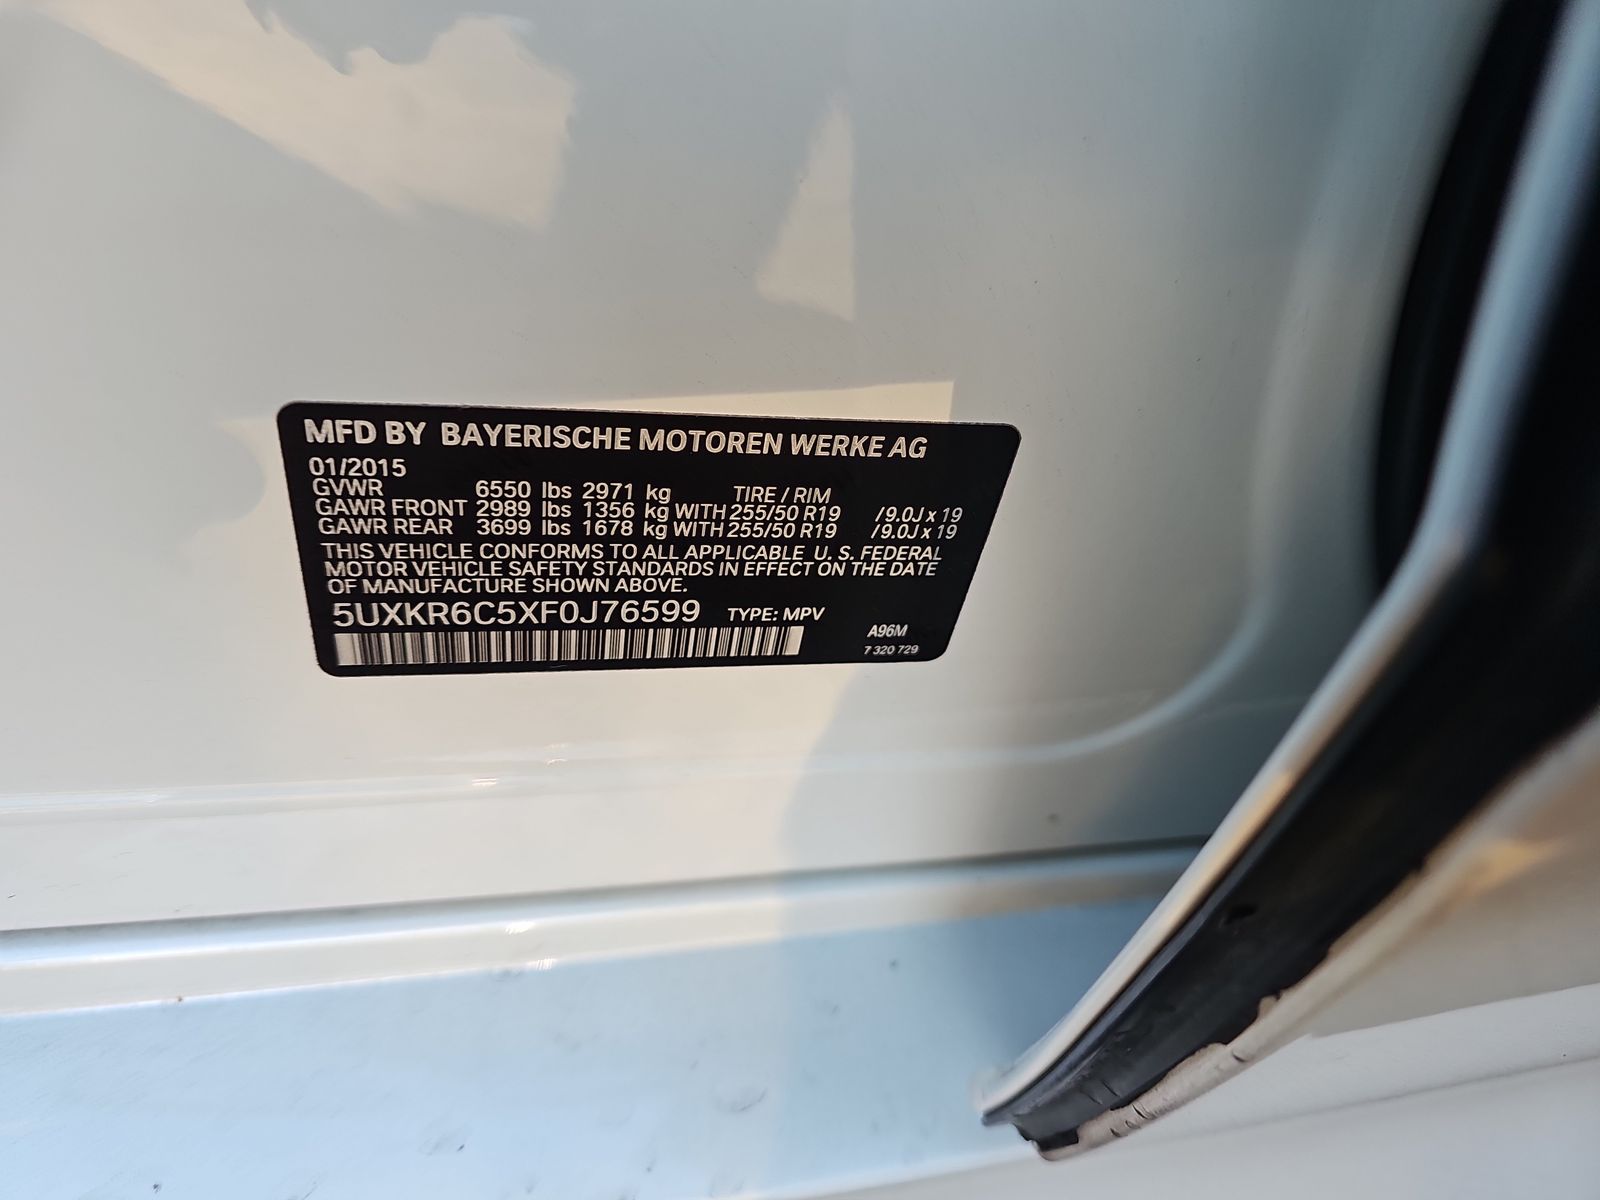 MFD BY BAYERISCHE MOTOREN WERKE AG
01/2015
GVWR 6550 lbs 2971 kg TIRE / RIM
GAWR FRONT 2989 lbs 1356 kg WITH 255/50 R19 /9.0J x 19
GAWR REAR 3699 lbs 1678 kg WITH 255/50 R19 /9.0J x 19
THIS VEHICLE CONFORMS TO ALL APPLICABLE U. S. FEDERAL
MOTOR VEHICLE SAFETY STANDARDS IN EFFECT ON THE DATE
OF MANUFACTURE SHOWN ABOVE.
5UXKR6C5XF0J76599 TYPE: MPV
A96M
7 320 729